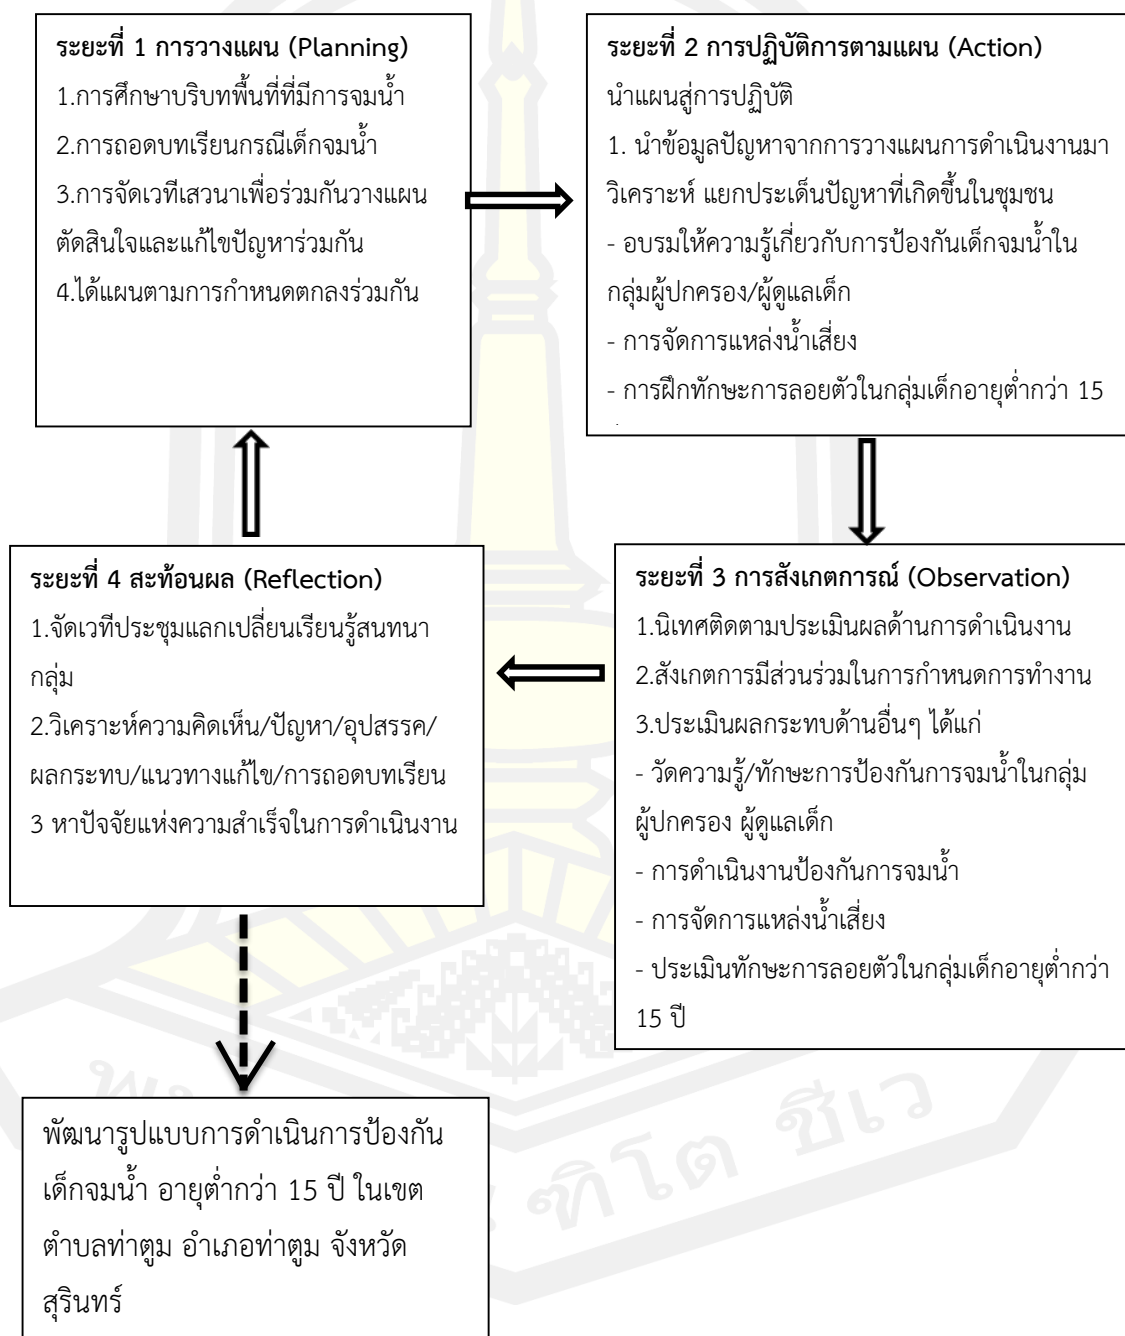 ระยะที่ 1 การวางแผน (Planning)
1.การศึกษาบริบทพื้นที่ที่มีการจมน้ำ
2.การถอดบทเรียนกรณีเด็กจมน้ำ
3.การจัดเวทีเสวนาเพื่อร่วมกันวางแผน
ตัดสินใจและแก้ไขปัญหาร่วมกัน
4.ได้แผนตามการกำหนดตกลงร่วมกัน
ระยะที่ 2 การปฏิบัติการตามแผน (Action)
นำแผนสู่การปฏิบัติ
1. นำข้อมูลปัญหาจากการวางแผนการดำเนินงานมา
วิเคราะห์ แยกประเด็นปัญหาที่เกิดขึ้นในชุมชน
- อบรมให้ความรู้เกี่ยวกับการป้องกันเด็กจมน้ำใน
กลุ่มผู้ปกครอง/ผู้ดูแลเด็ก
- การจัดการแหล่งน้ำเสี่ยง
- การฝึกทักษะการลอยตัวในกลุ่มเด็กอายุต่ำกว่า 15
ระยะที่ 3 การสังเกตการณ์ (Observation)
1.นิเทศติดตามประเมินผลด้านการดำเนินงาน
2.สังเกตการมีส่วนร่วมในการกำหนดการทำงาน
3.ประเมินผลกระทบด้านอื่นๆ ได้แก่
- วัดความรู้/ทักษะการป้องกันการจมน้ำในกลุ่ม
ผู้ปกครอง ผู้ดูแลเด็ก
- การดำเนินงานป้องกันการจมน้ำ
- การจัดการแหล่งน้ำเสี่ยง
- ประเมินทักษะการลอยตัวในกลุ่มเด็กอายุต่ำกว่า
15 ปี
ระยะที่ 4 สะท้อนผล (Reflection)
1.จัดเวทีประชุมแลกเปลี่ยนเรียนรู้สนทนา
กลุ่ม
2.วิเคราะห์ความคิดเห็น/ปัญหา/อุปสรรค/
ผลกระทบ/แนวทางแก้ไข/การถอดบทเรียน
3 หาปัจจัยแห่งความสำเร็จในการดำเนินงาน
พัฒนารูปแบบการดำเนินการป้องกัน
เด็กจมน้ำ อายุต่ำกว่า 15 ปี ในเขต
ตำบลท่าตูม อำเภอท่าตูม จังหวัด
สุรินทร์